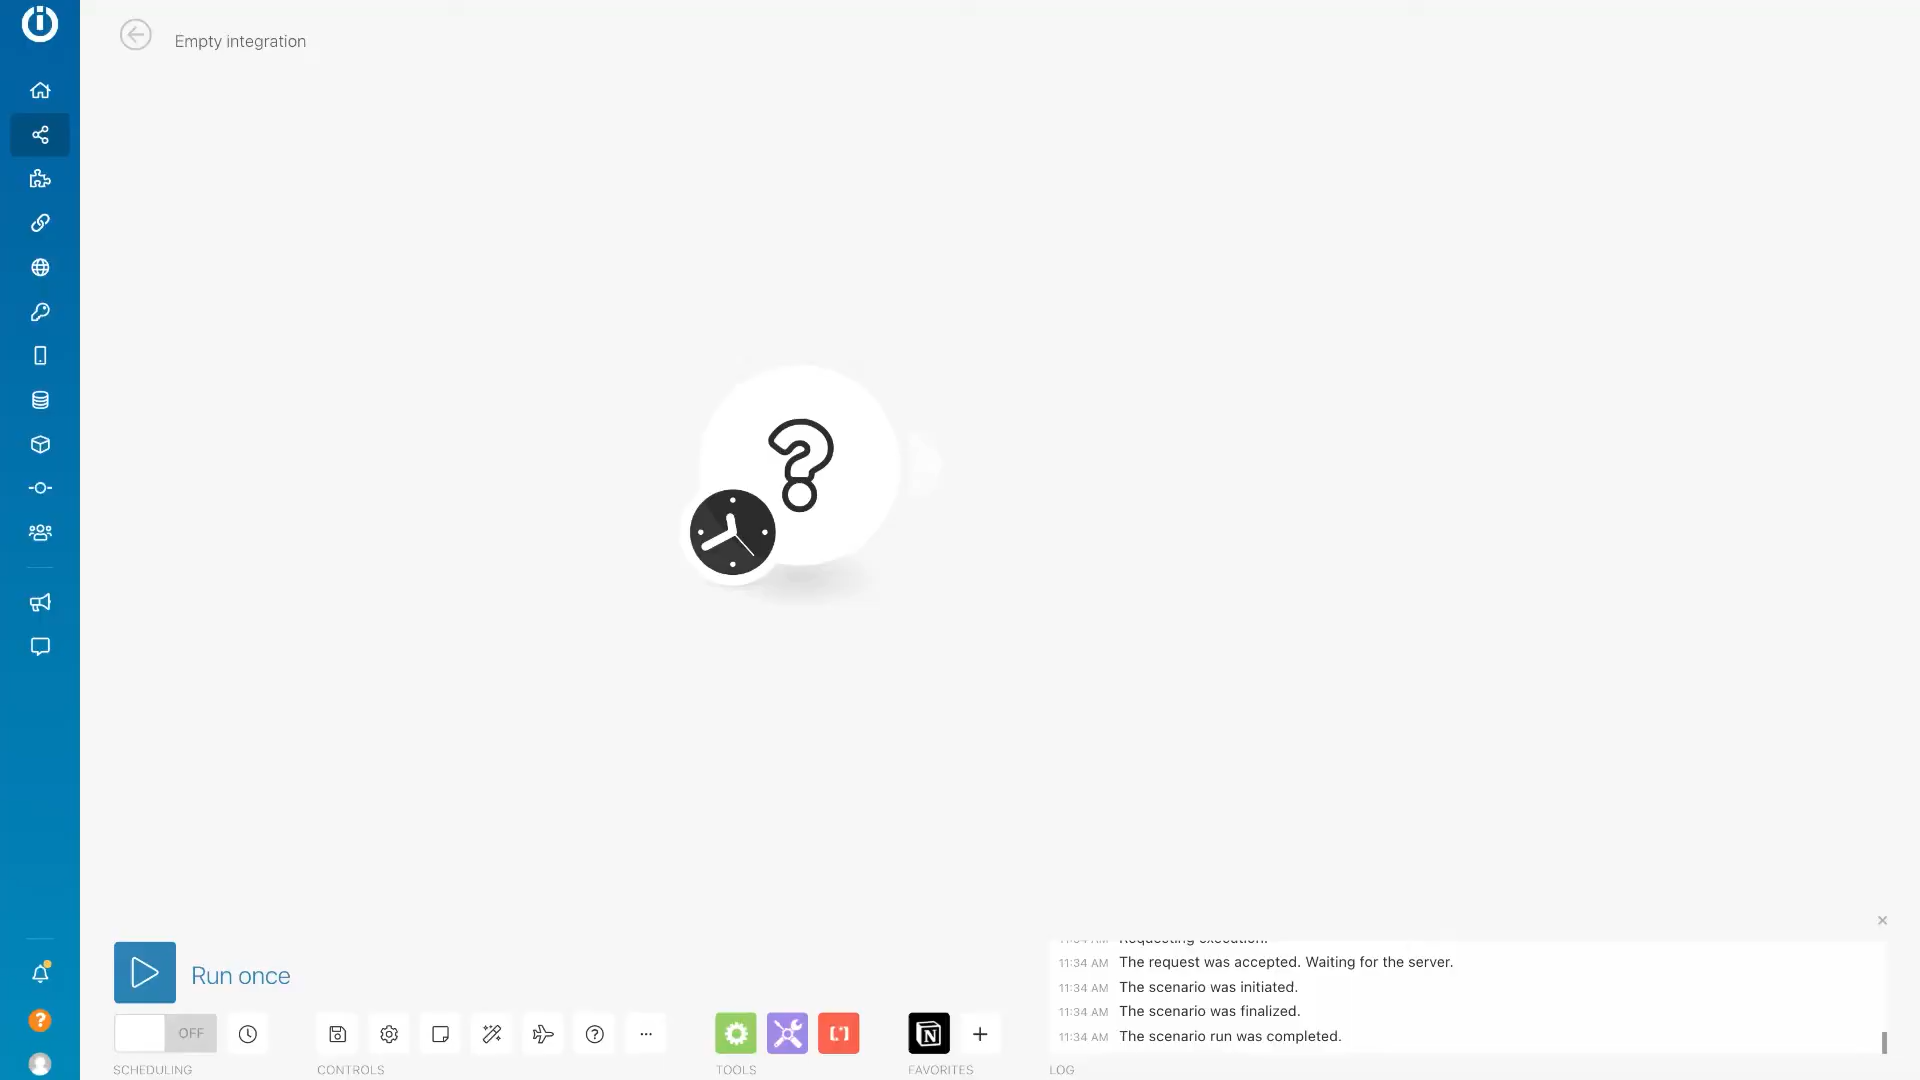 Empty integration
Requesting execution.
11:34 AM The request was accepted. Waiting for the server.
11:34 AM The scenario was initiated.
11:34 AM The scenario was finalized.
11:34 AM The scenario run was completed.
Run once
OFF
SCHEDULING
CONTROLS
TOOLS
FAVORITES
LOG